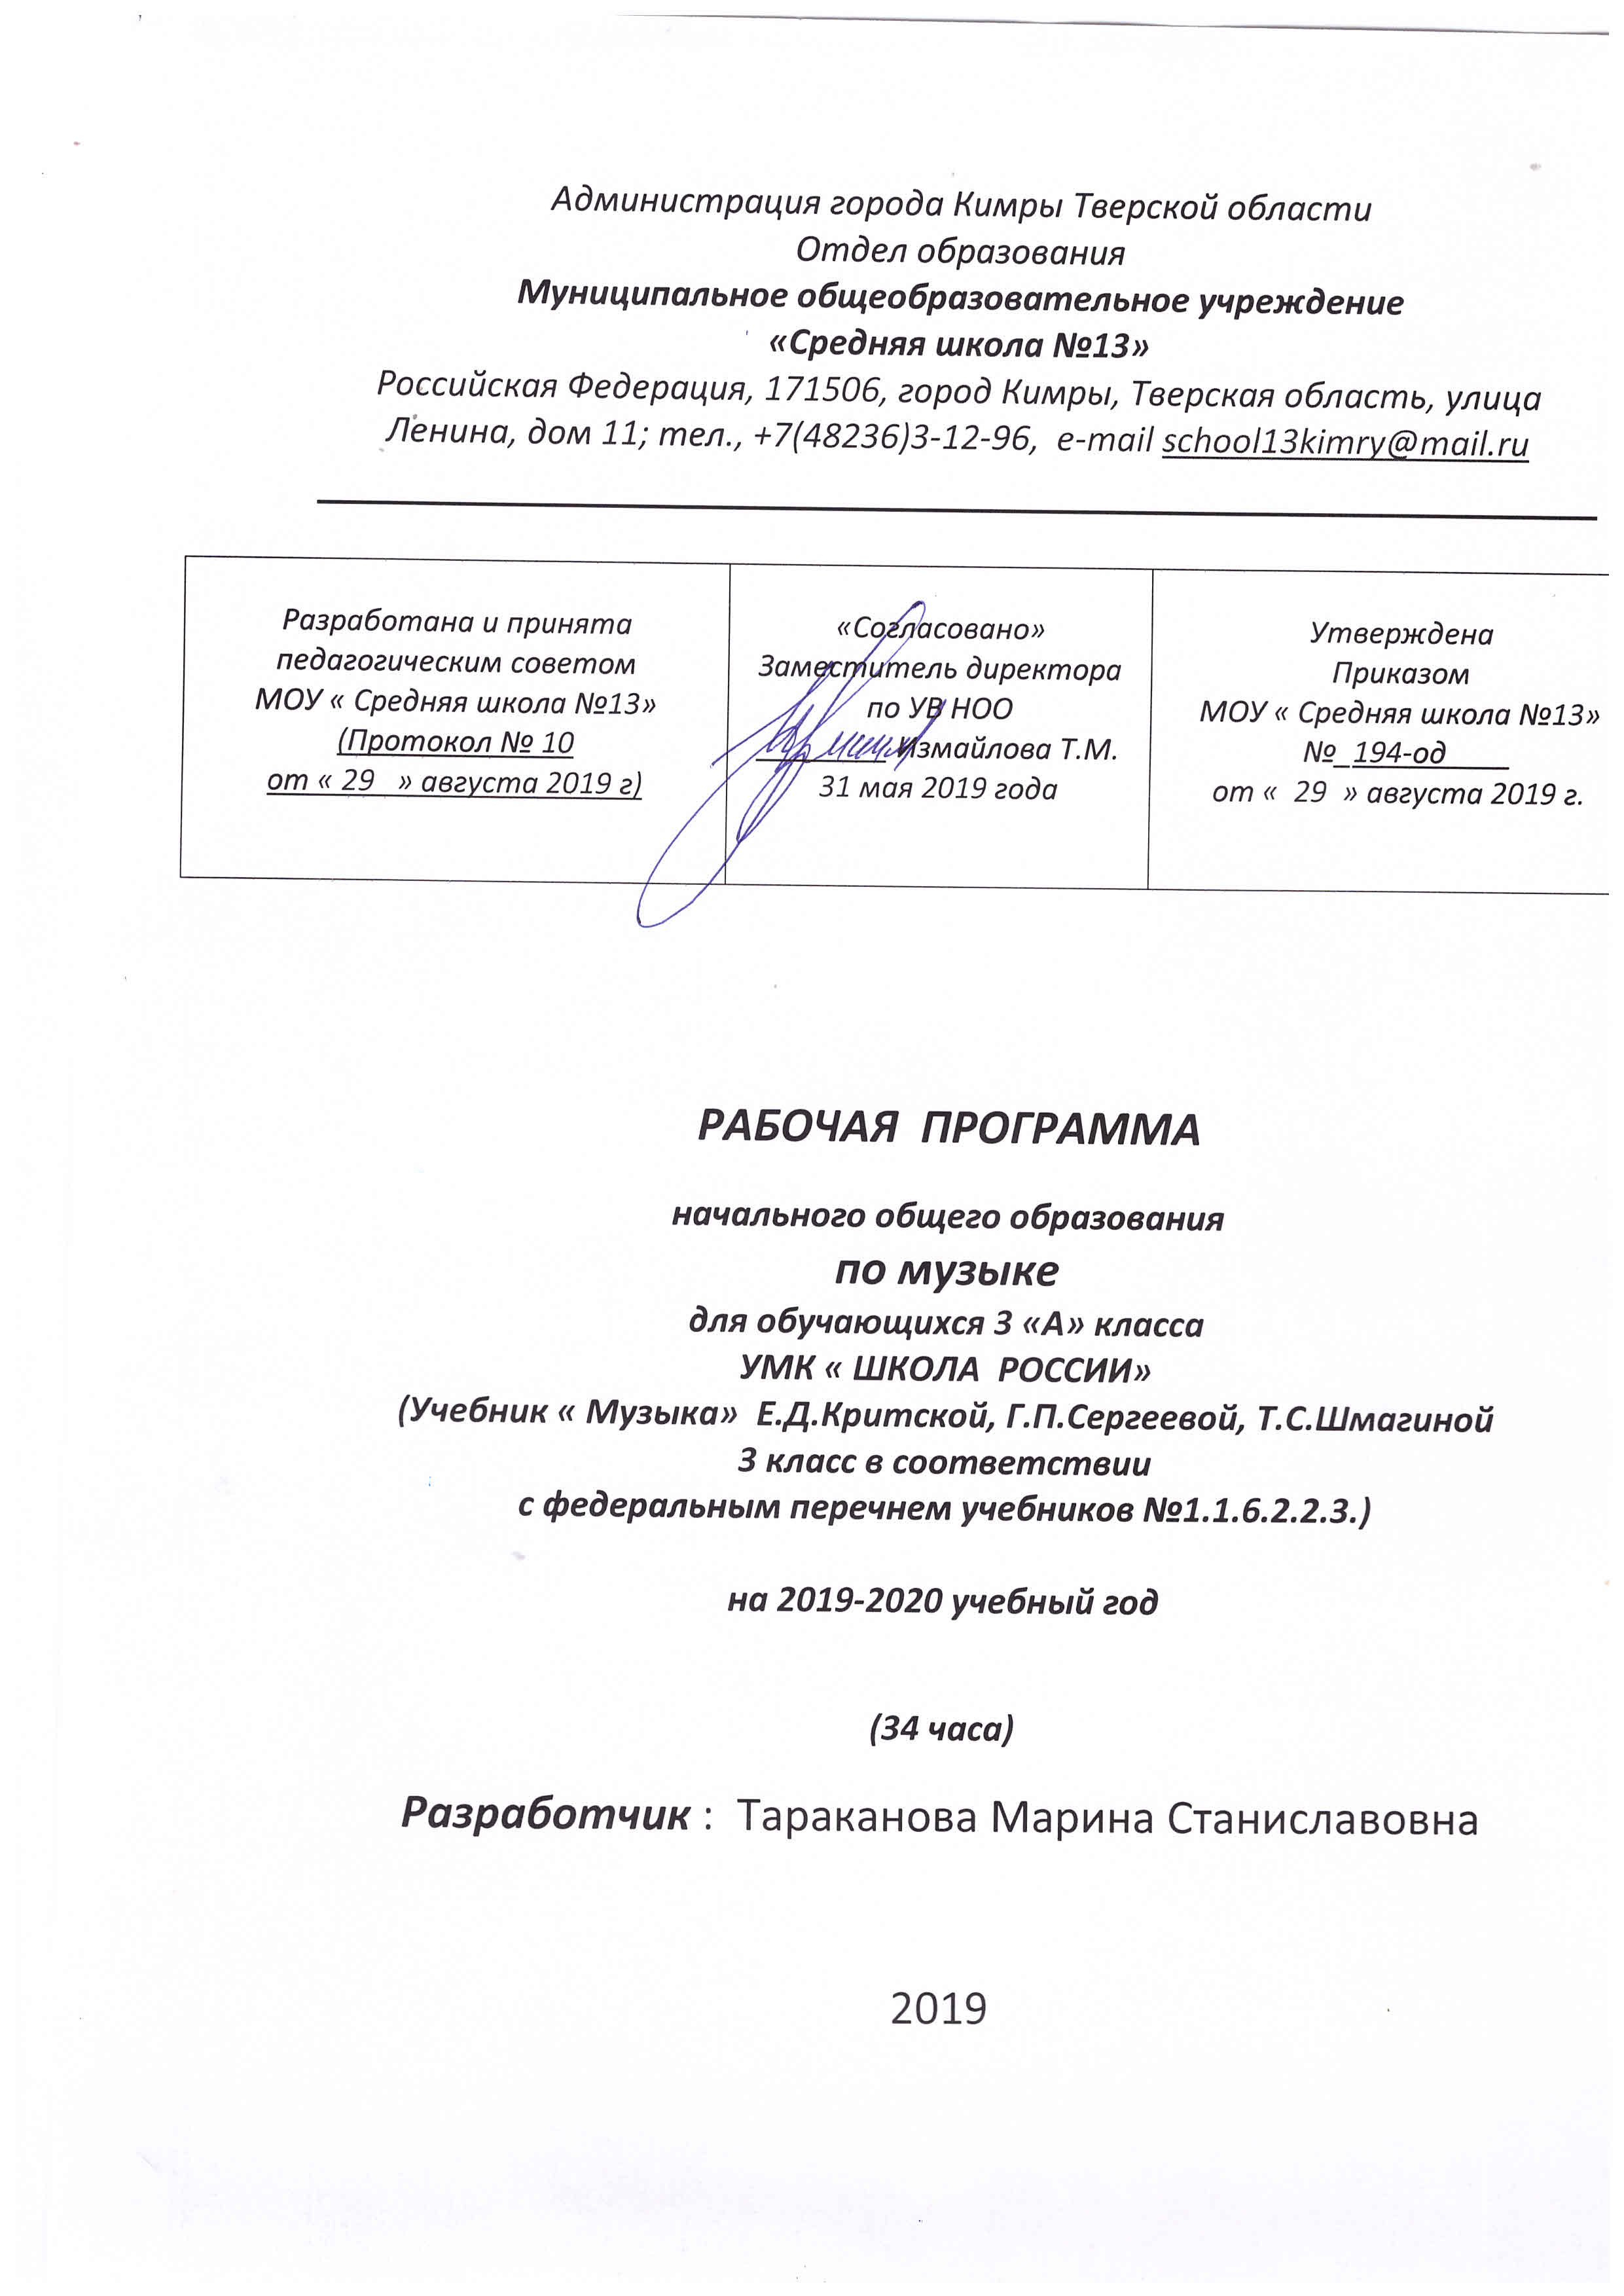 Администрация города Кимры Тверской области
Отдел образования
Муниципальное общеобразовательное учреждение
«Средняя школа №13»
Российская Федерация, 171506, город Кимры, Тверская область, улица
Ленина, дом 11; тел., +7(48236)3-12-96,  e-mail school13kimry@mail.ru
Разработана и принята
педагогическим советом
МОУ « Средняя школа №13»
(Протокол № 10
от « 29   » августа 2019 г)
«Согласовано»
Заместитель директора
по УВ НОО
_________ Измайлова Т.М.
31 мая 2019 года
Утверждена
Приказом
МОУ « Средняя школа №13»
№_194-од____
от «  29  » августа 2019 г.
РАБОЧАЯ  ПРОГРАММА
начального общего образования
по музыке
для обучающихся 3 «А» класса
УМК « ШКОЛА  РОССИИ»
(Учебник « Музыка»  Е.Д.Критской, Г.П.Сергеевой, Т.С.Шмагиной
3 класс в соответствии
с федеральным перечнем учебников №1.1.6.2.2.3.)
на 2019-2020 учебный год
(34 часа)
Разработчик :  Тараканова Марина Станиславовна
2019